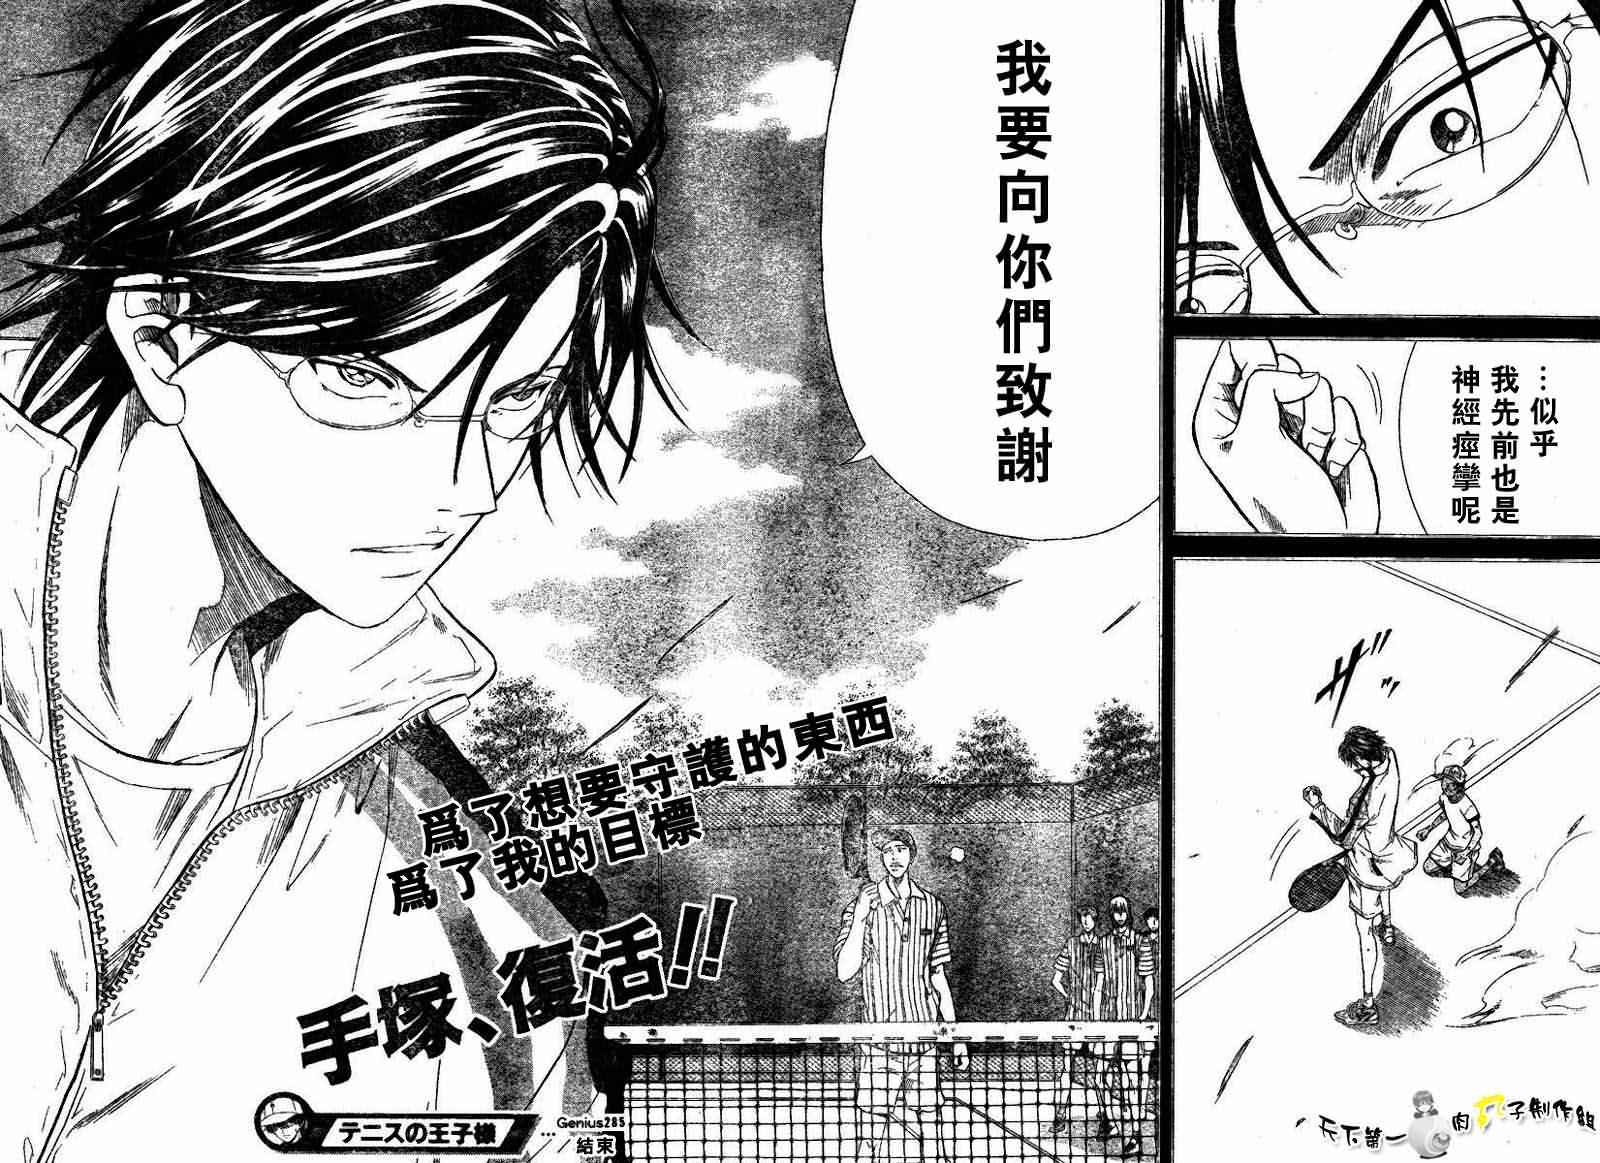 …似乎
我先前也是
神經痙攣呢
ザッ
我要向你們致謝
爲了想要守護的東西
爲了我的目標
手塚、復活!!
テニスの王子様
… Genius285
結束
天下第一
肉丸子制作組